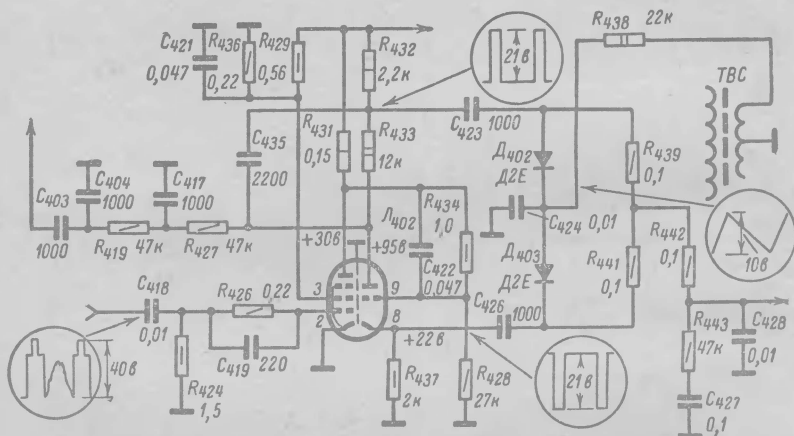 C421
0,047
R436
0,22
R429
0,56
R432
2,2к
21в
R438
22к
ТВС
C423
1000
R431
0,15
R433
12к
C435
2200
Д402
Д2Е
R439
0,1
C403
1000
C404
1000
C417
1000
R419
47к
R427
47к
Л402
R434
1,0
C424
0,01
10в
+30в
+95в
C422
0,047
Д403
Д2Е
R441
0,1
R442
0,1
C418
0,01
R426
0,22
3
2
9
8
C426
1000
+22в
40в
C419
220
R424
1,5
R437
2к
R428
27к
21в
R443
47к
C428
0,01
C427
0,1